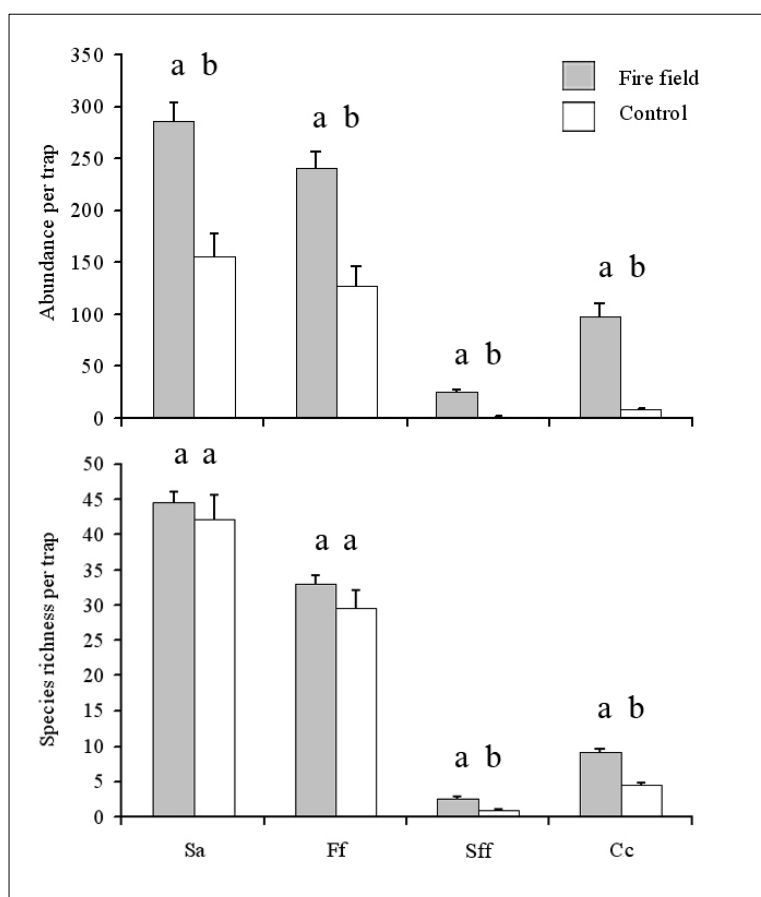 350
300
250
200
150
100
50
0
Abundance per trap
a b
a b
a b
a b
Fire field
Control
50
45
40
35
30
25
20
15
10
5
0
Species richness per trap
a a
a a
a b
a b
Sa Ff Sff Cc